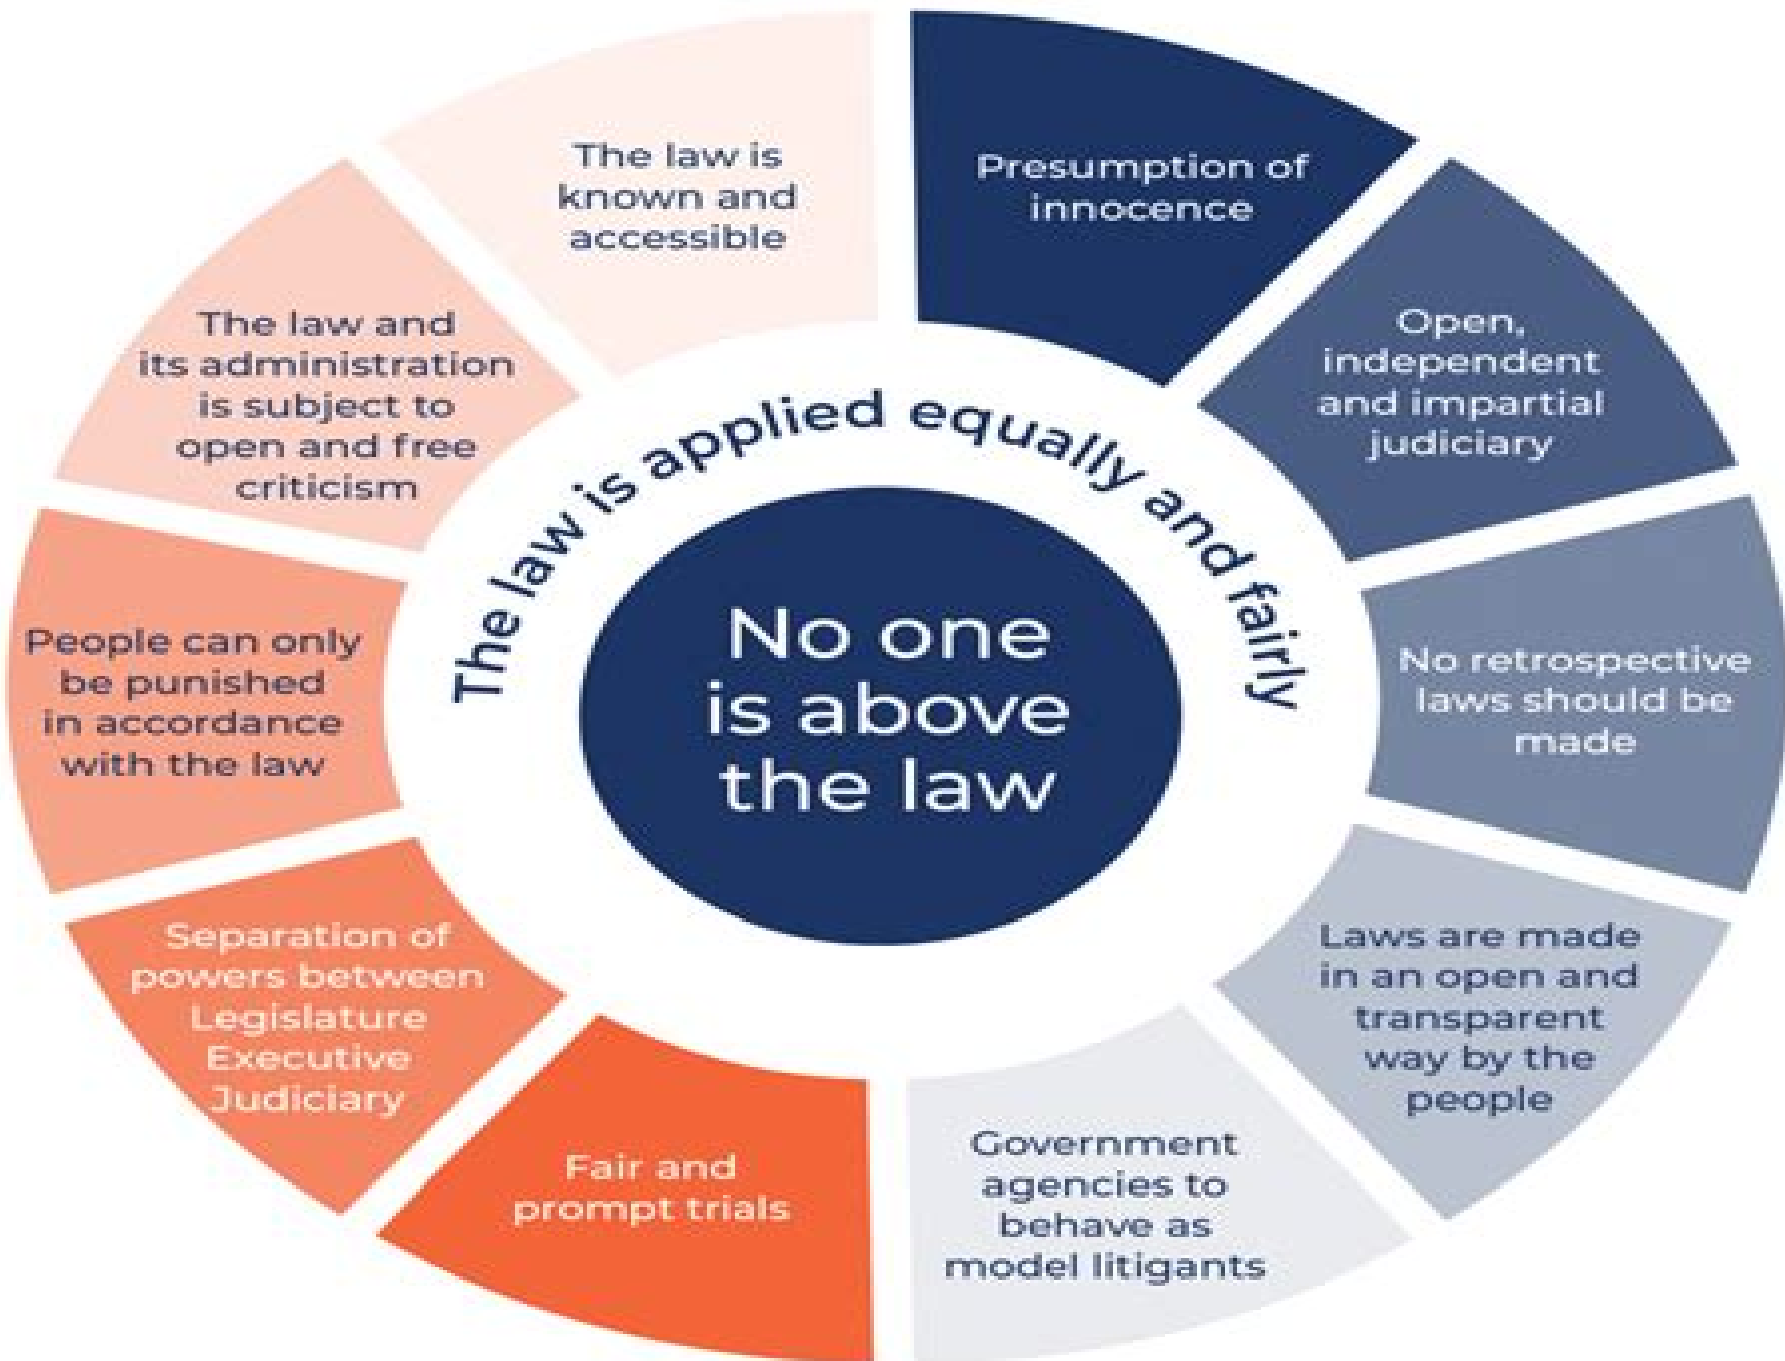 The law is
known and
accessible
Presumption of
innocence
Open,
independent
and impartial
judiciary
No retrospective
laws should be
made
Laws are made
in an open and
transparent
way by the
people
Government
agencies to
behave as
model litigants
Fair and
prompt trials
Separation of
powers between
Legislature
Executive
Judiciary
People can only
be punished
in accordance
with the law
The law and
its administration
is subject to
open and free
criticism
The law is applied equally and fairly
No one
is above
the law